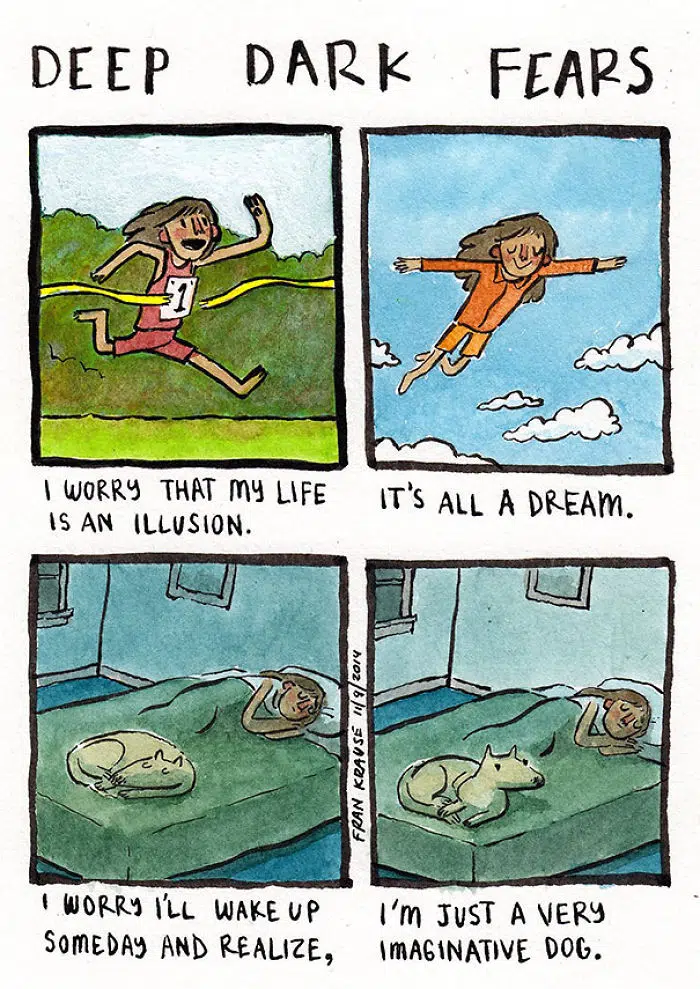 DEEP DARK FEARS
1
I WORRY THAT MY LIFE
IS AN ILLUSION.
IT'S ALL A DREAM.
I WORRY I'LL WAKE UP
SOMEDAY AND REALIZE,
FRAN KRAUSE 11/9/2014
I'M JUST A VERY
IMAGINATIVE DOG.